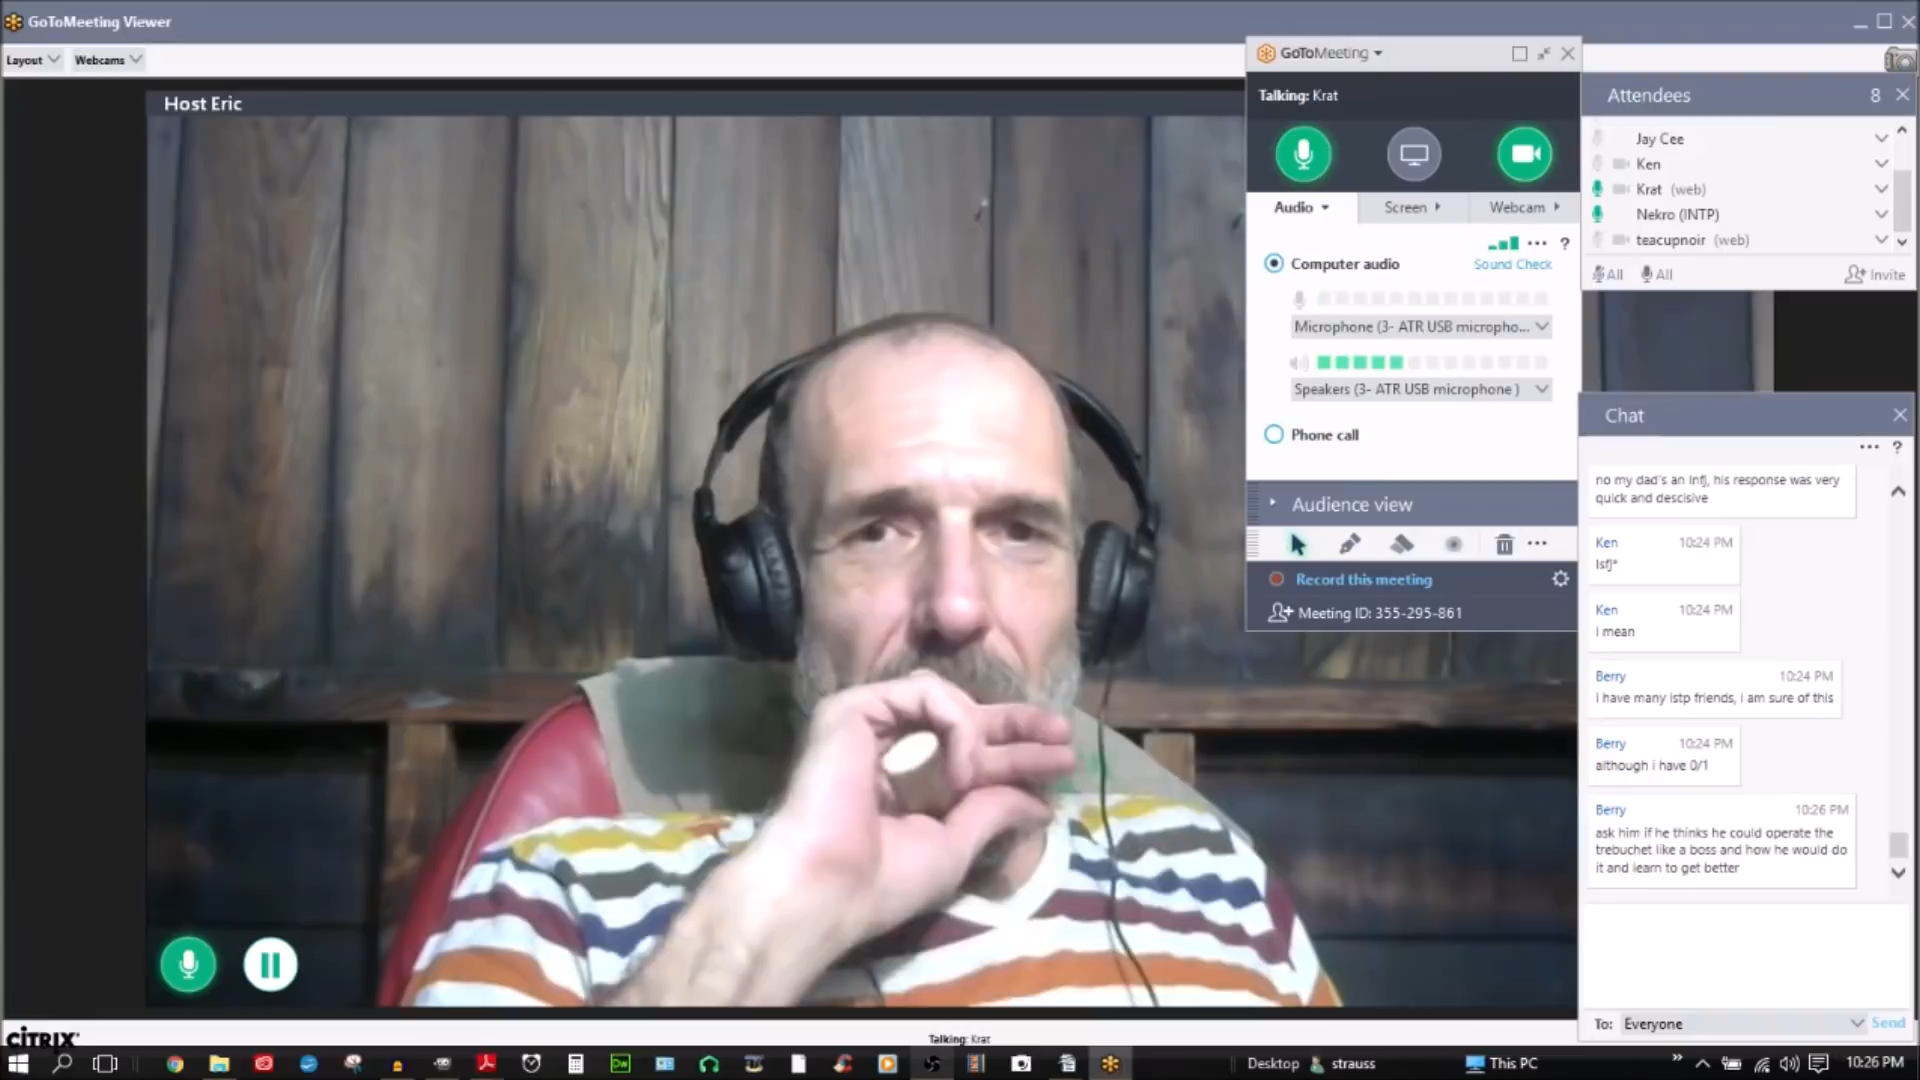 GoToMeeting Viewer
Layout
Webcams
Host Eric
GoToMeeting
Talking: Krat
Audio
Screen
Webcam
?
Computer audio
Sound Check
Microphone (3- ATR USB micropho...
Speakers (3- ATR USB microphone )
Phone call
Audience view
Record this meeting
Meeting ID: 355-295-861
Attendees
8
Jay Cee
Ken
Krat (web)
Nekro (INTP)
teacupnoir (web)
All
All
Invite
Chat
?
no my dad's an Infj, his response was very
quick and descisive
Ken 10:24 PM
Isfj*
Ken 10:24 PM
i mean
Berry 10:24 PM
i have many istp friends, i am sure of this
Berry 10:24 PM
although i have 0/1
Berry 10:26 PM
ask him if he thinks he could operate the
trebuchet like a boss and how he would do
it and learn to get better
To: Everyone
Send
CİTRIX
Talking: Krat
Dw
Desktop
strauss
This PC
10:26 PM